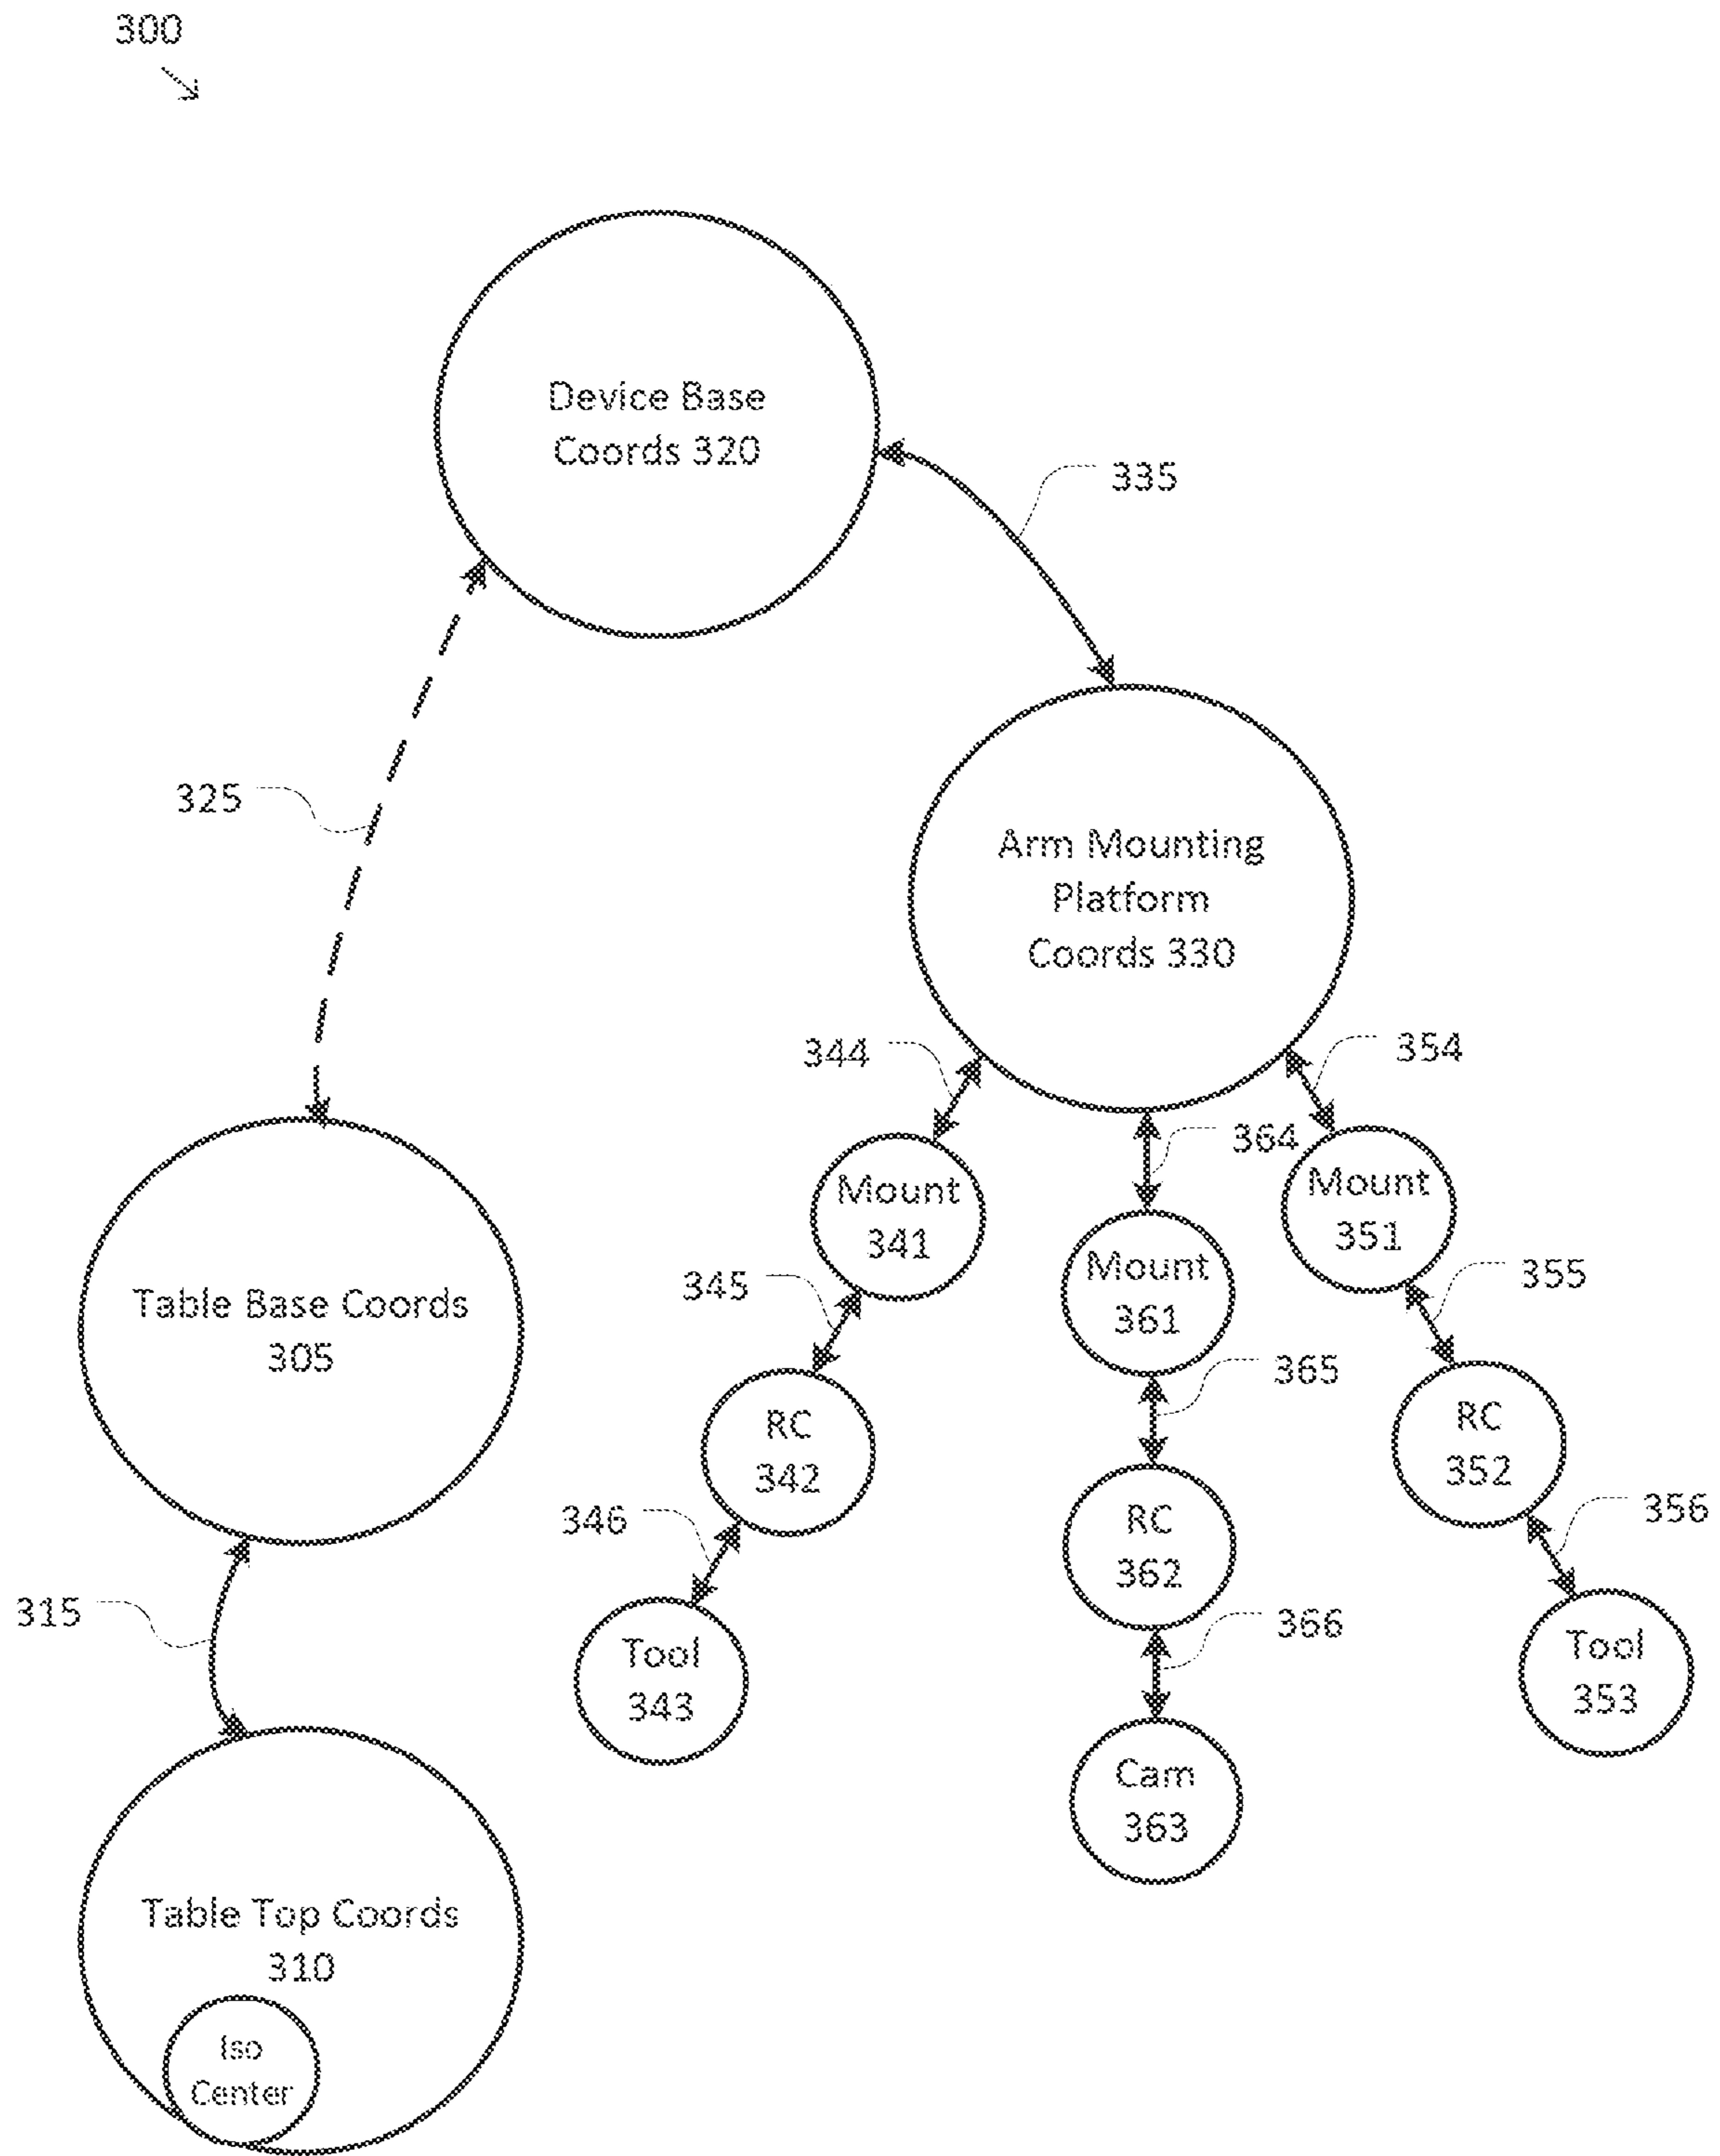 300
Device Base
Coords 320
335
325
Arm Mounting
Platform
Coords 330
344
354
364
Mount
341
Mount
351
Mount
361
345
355
Table Base Coords
305
365
RC
342
RC
352
346
356
RC
362
315
366
Tool
343
Tool
353
Cam
363
Table Top Coords
310
Iso
Center